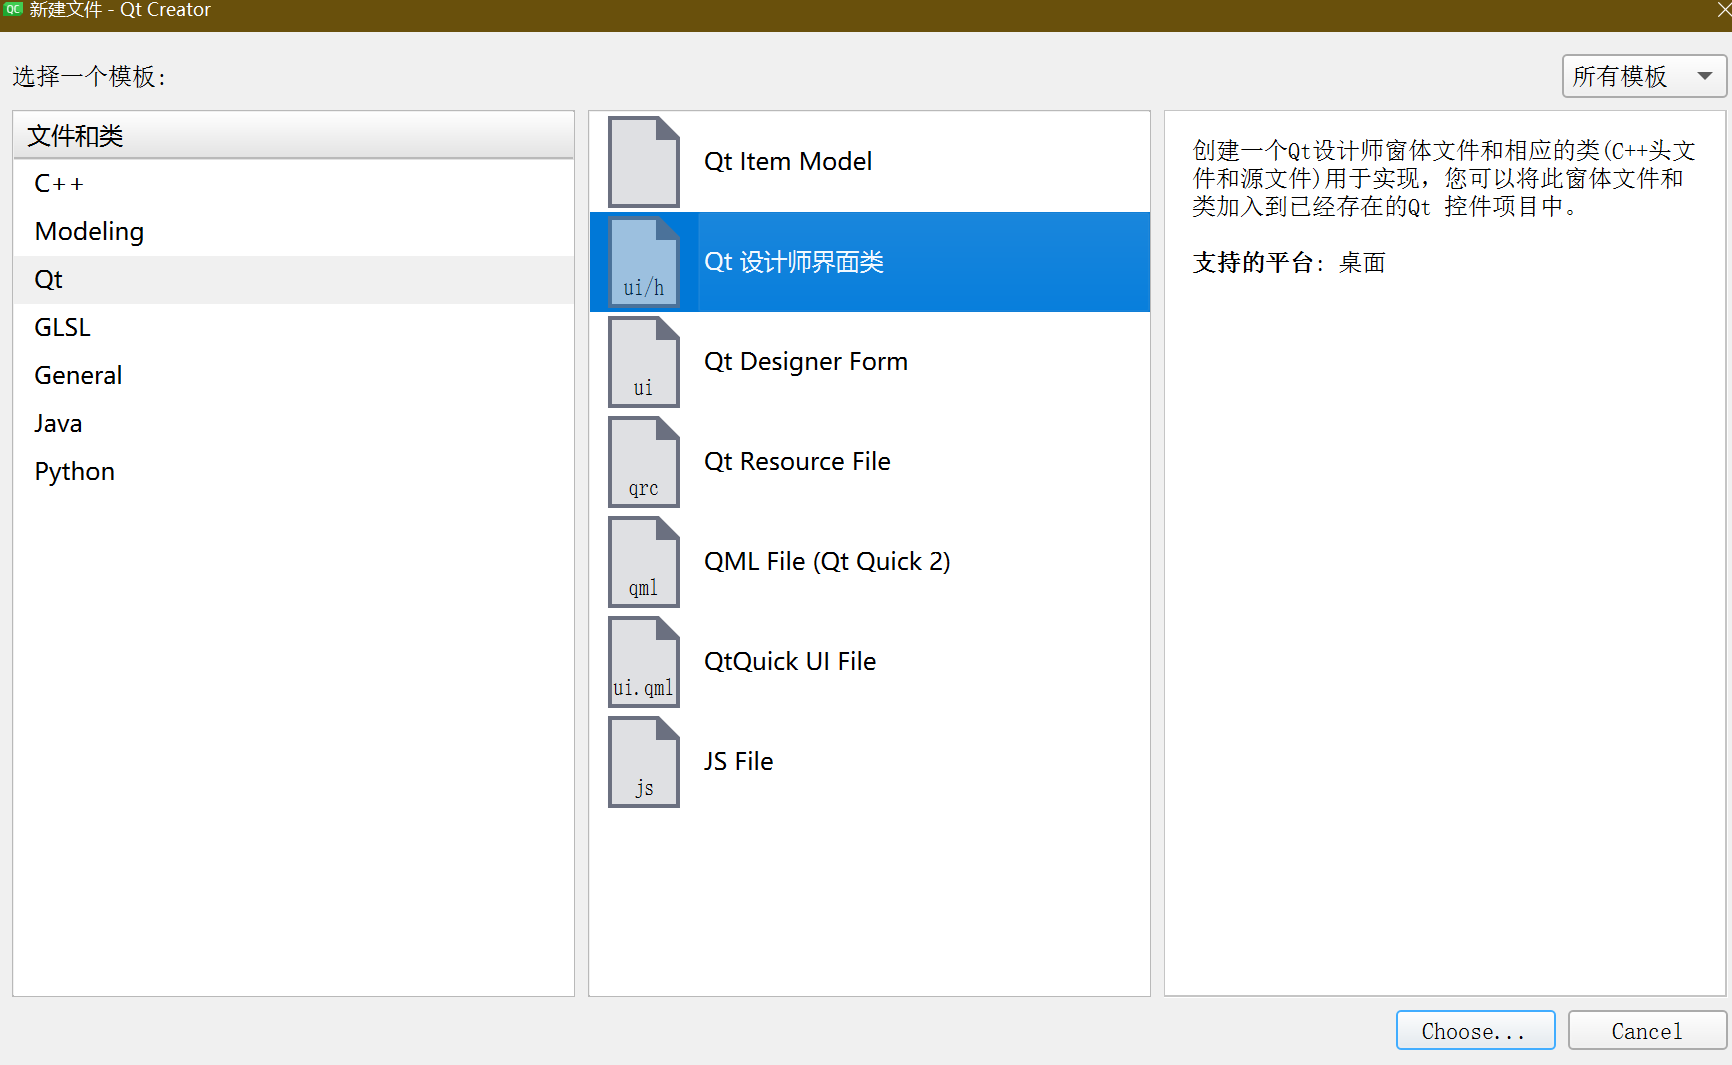 QC 新建文件 - Qt Creator
选择一个模板:
所有模板
文件和类
C++
Modeling
Qt
GLSL
General
Java
Python
Qt Item Model
ui/h
Qt 设计师界面类
ui
Qt Designer Form
qrc
Qt Resource File
qml
QML File (Qt Quick 2)
ui.qml
QtQuick UI File
js
JS File
创建一个Qt设计师窗体文件和相应的类(C++头文
件和源文件)用于实现，您可以将此窗体文件和
类加入到已经存在的Qt 控件项目中。
支持的平台: 桌面
Choose...
Cancel